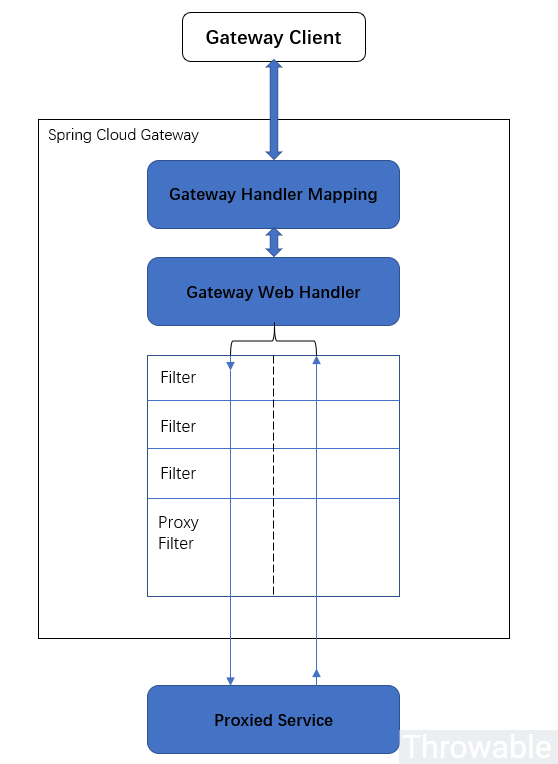 Gateway Client
Spring Cloud Gateway
Gateway Handler Mapping
Gateway Web Handler
Filter
Filter
Filter
Proxy
Filter
Proxied Service
Throwable